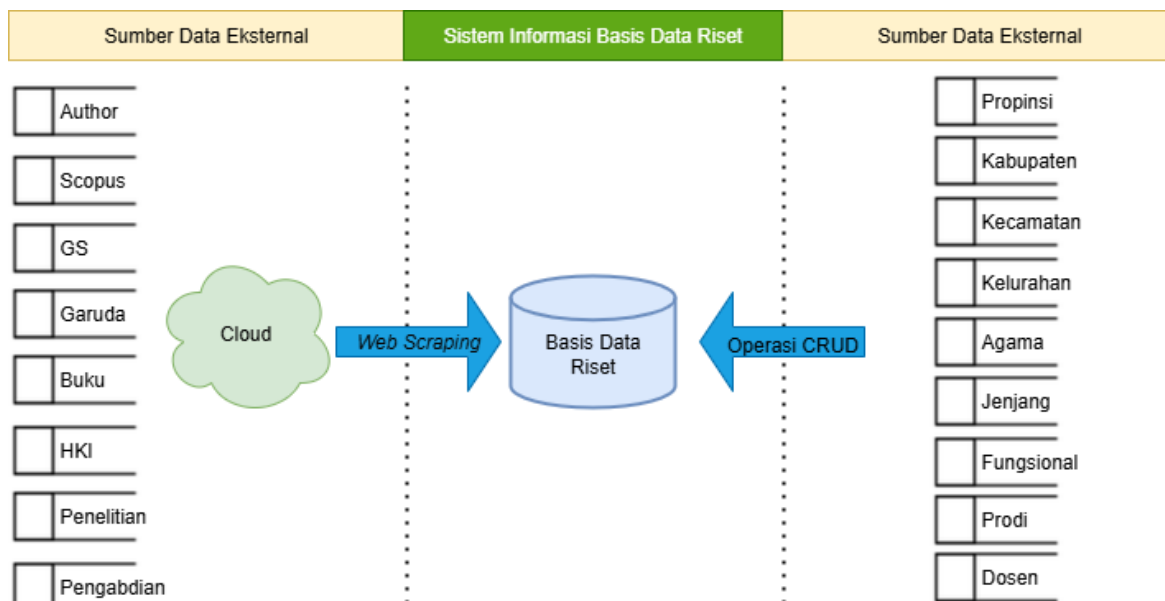 Sumber Data Eksternal
Sistem Informasi Basis Data Riset
Sumber Data Eksternal
Author
Scopus
GS
Garuda
Buku
HKI
Penelitian
Pengabdian
Cloud
Web Scraping
Basis Data
Riset
Operasi CRUD
Propinsi
Kabupaten
Kecamatan
Kelurahan
Agama
Jenjang
Fungsional
Prodi
Dosen